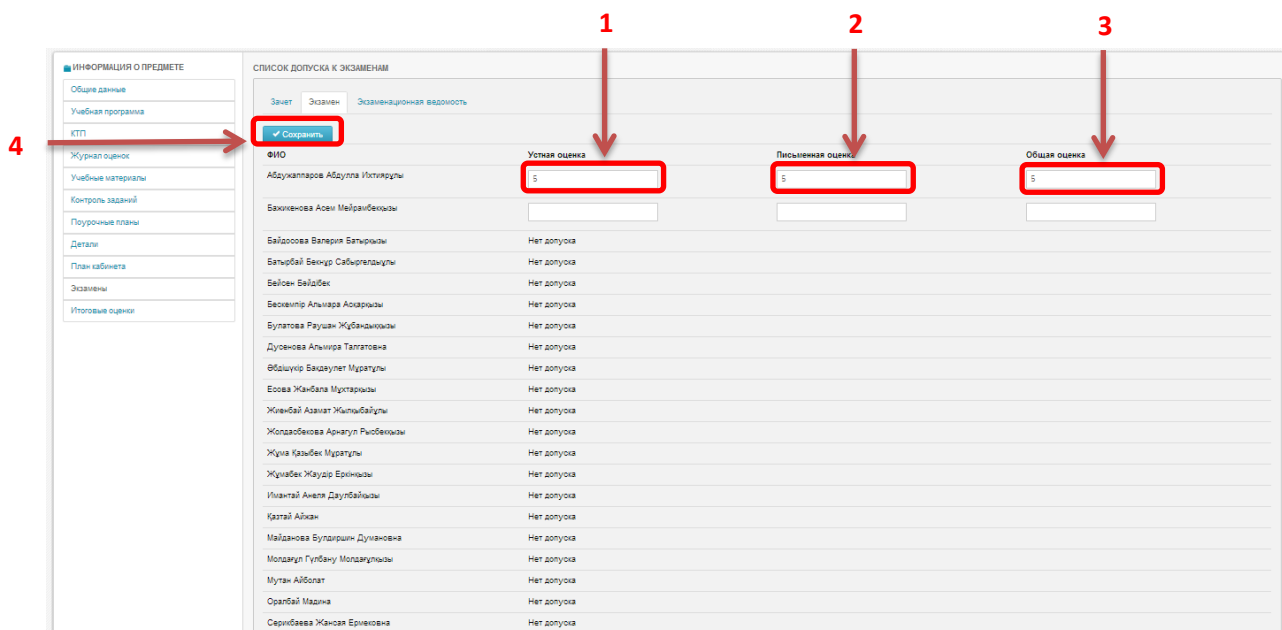 1 2 3
4
ИНФОРМАЦИЯ О ПРЕДМЕТЕ
Общие данные
Учебная программа
КТП
Журнал оценок
Учебные материалы
Контроль заданий
Поурочные планы
Детали
План кабинета
Экзамены
Итоговые оценки
СПИСОК ДОПУСКА К ЭКЗАМЕНАМ
Зачет Экзамен Экзаменационная ведомость
Сохранить
ФИО Устная оценка Письменная оценка Общая оценка
Абдужаппаров Абдулла Ихтиярұлы 5 5 5
Бажикенова Асем Мейрамбекқызы
Байдосова Валерия Батырқызы Нет допуска
Батырбай Бекнұр Сабыргелдыұлы Нет допуска
Бейсен Бейдібек Нет допуска
Бескемпір Альмара Асқарқызы Нет допуска
Булатова Раушан Жұбандыққызы Нет допуска
Дусенова Альмира Талгатовна Нет допуска
Әбдішүкір Бақдәулет Мұратұлы Нет допуска
Есова Жанбала Мұхтарқызы Нет допуска
Жиенбай Азамат Жылқыбайұлы Нет допуска
Жолдасбекова Арнагул Рысбекқызы Нет допуска
Жұма Қазыбек Мұратұлы Нет допуска
Жұмабек Жаудір Еркінқызы Нет допуска
Имантай Анеля Даулбайқызы Нет допуска
Қазтай Айжан Нет допуска
Майданова Булдиршин Думановна Нет допуска
Молдағұл Гүлбану Молдағұлқызы Нет допуска
Мутан Айболат Нет допуска
Оралбай Мадина Нет допуска
Серикбаева Жансая Ермековна Нет допуска